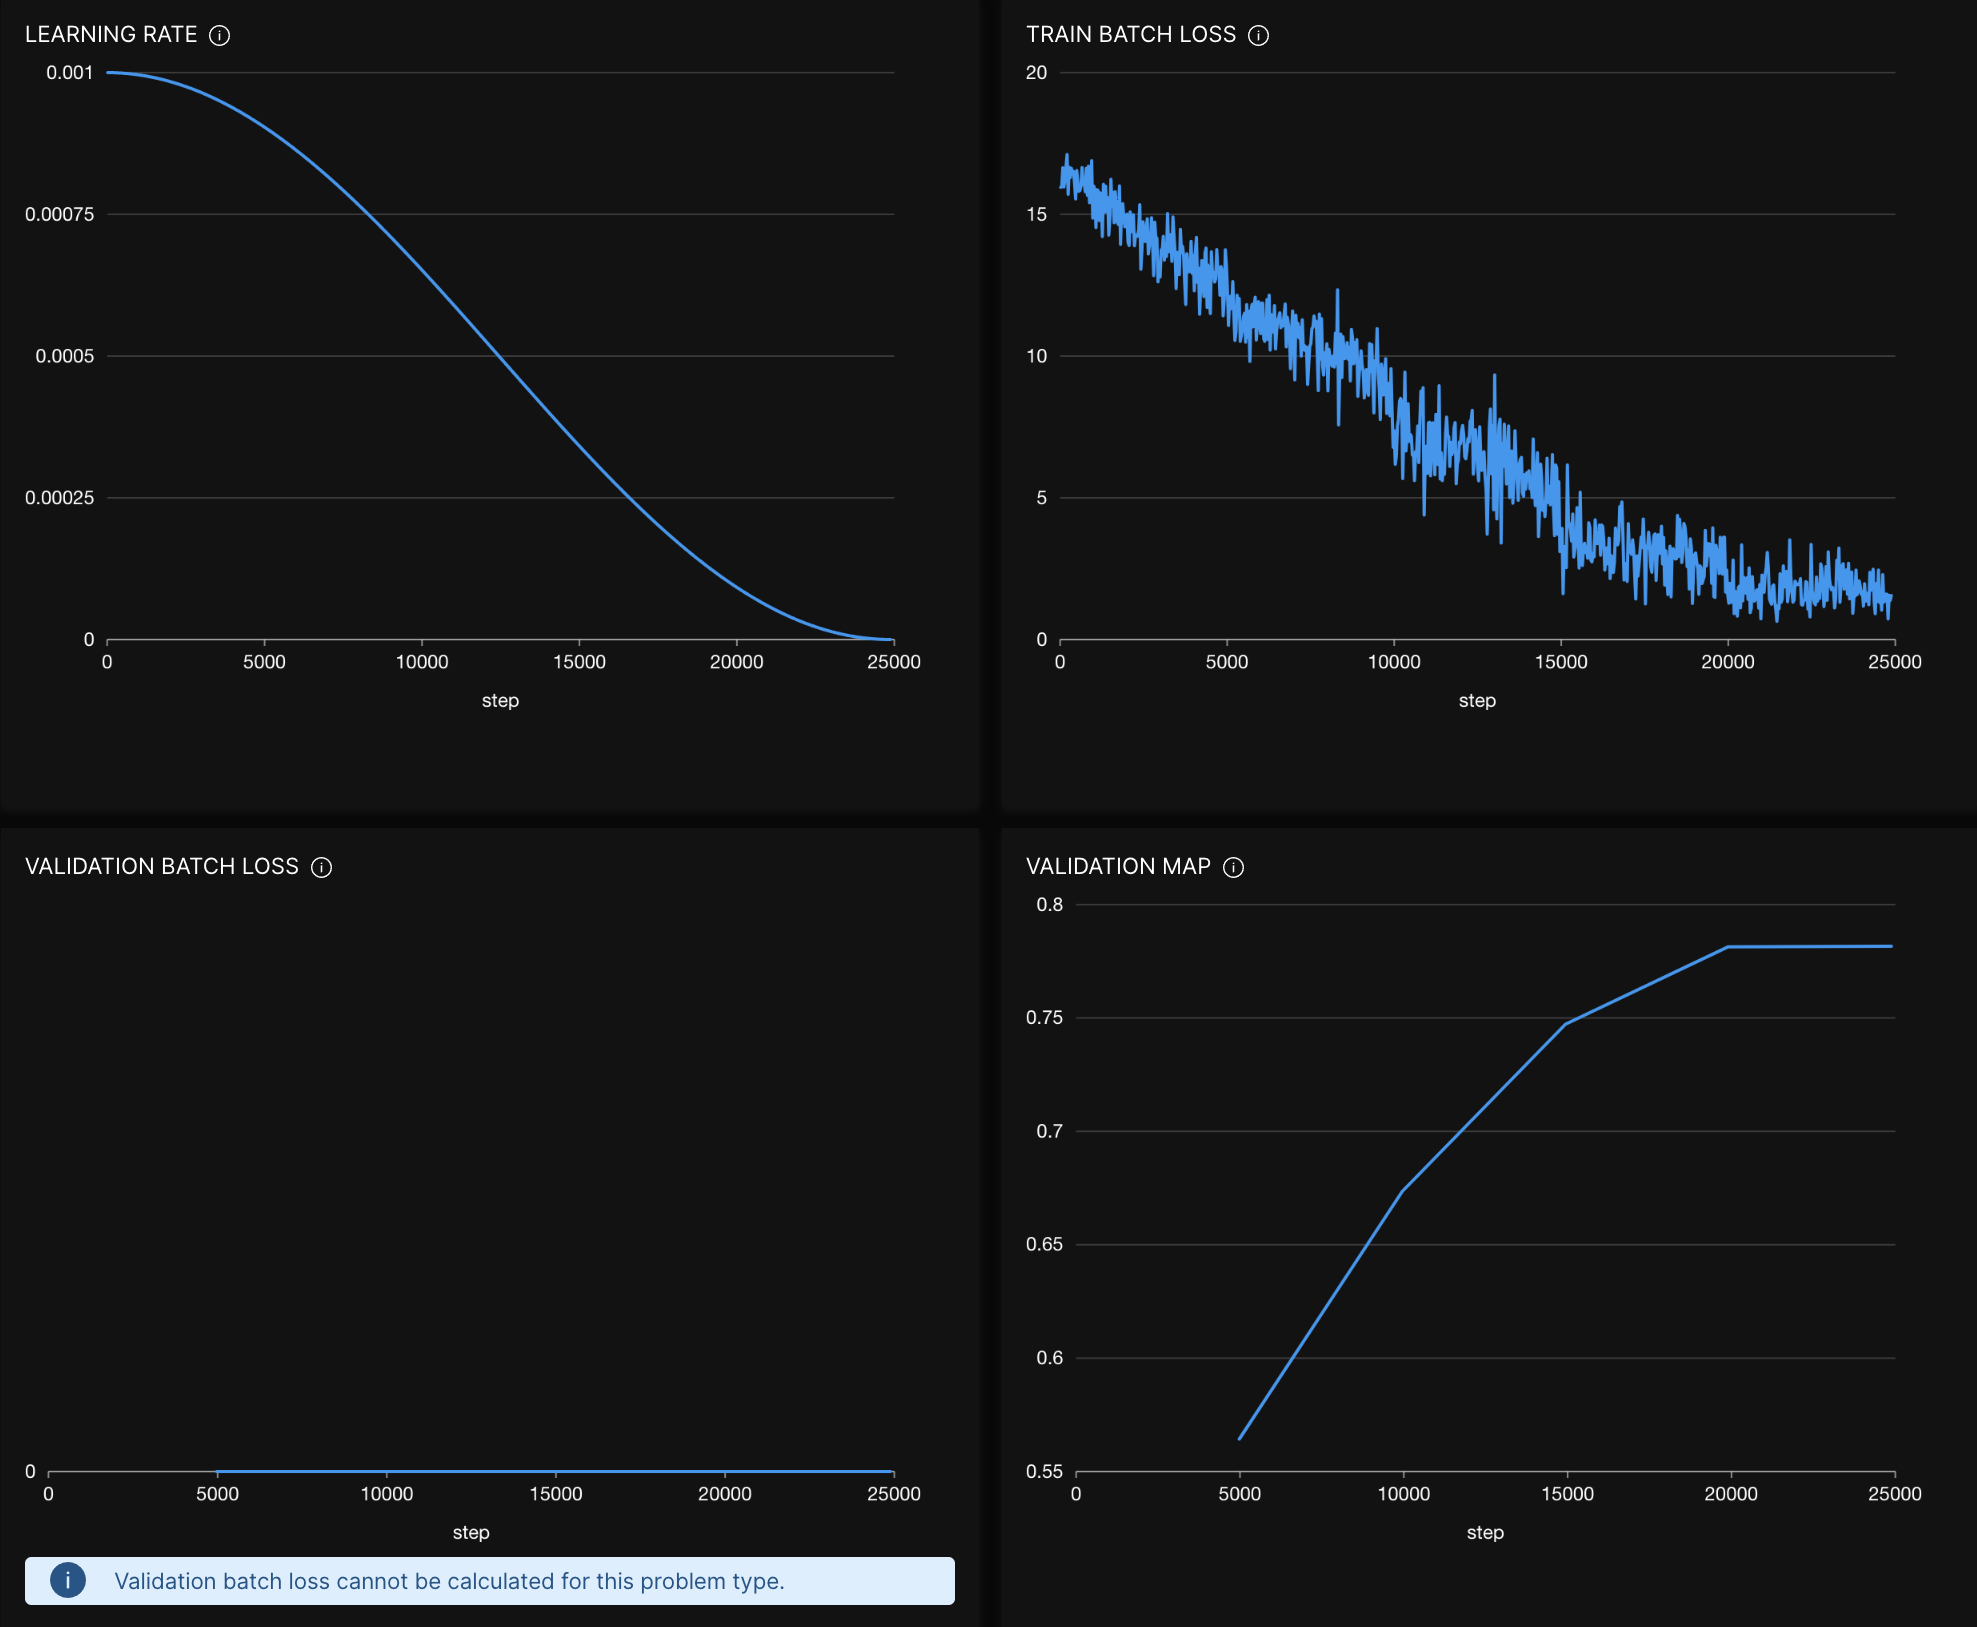 LEARNING RATE
0.001
0.00075
0.0005
0.00025
0
0 5000 10000 15000 20000 25000
step
TRAIN BATCH LOSS
20
15
10
5
0
0 5000 10000 15000 20000 25000
step
VALIDATION BATCH LOSS
0
0 5000 10000 15000 20000 25000
step
Validation batch loss cannot be calculated for this problem type.
VALIDATION MAP
0.8
0.75
0.7
0.65
0.6
0.55
0 5000 10000 15000 20000 25000
step